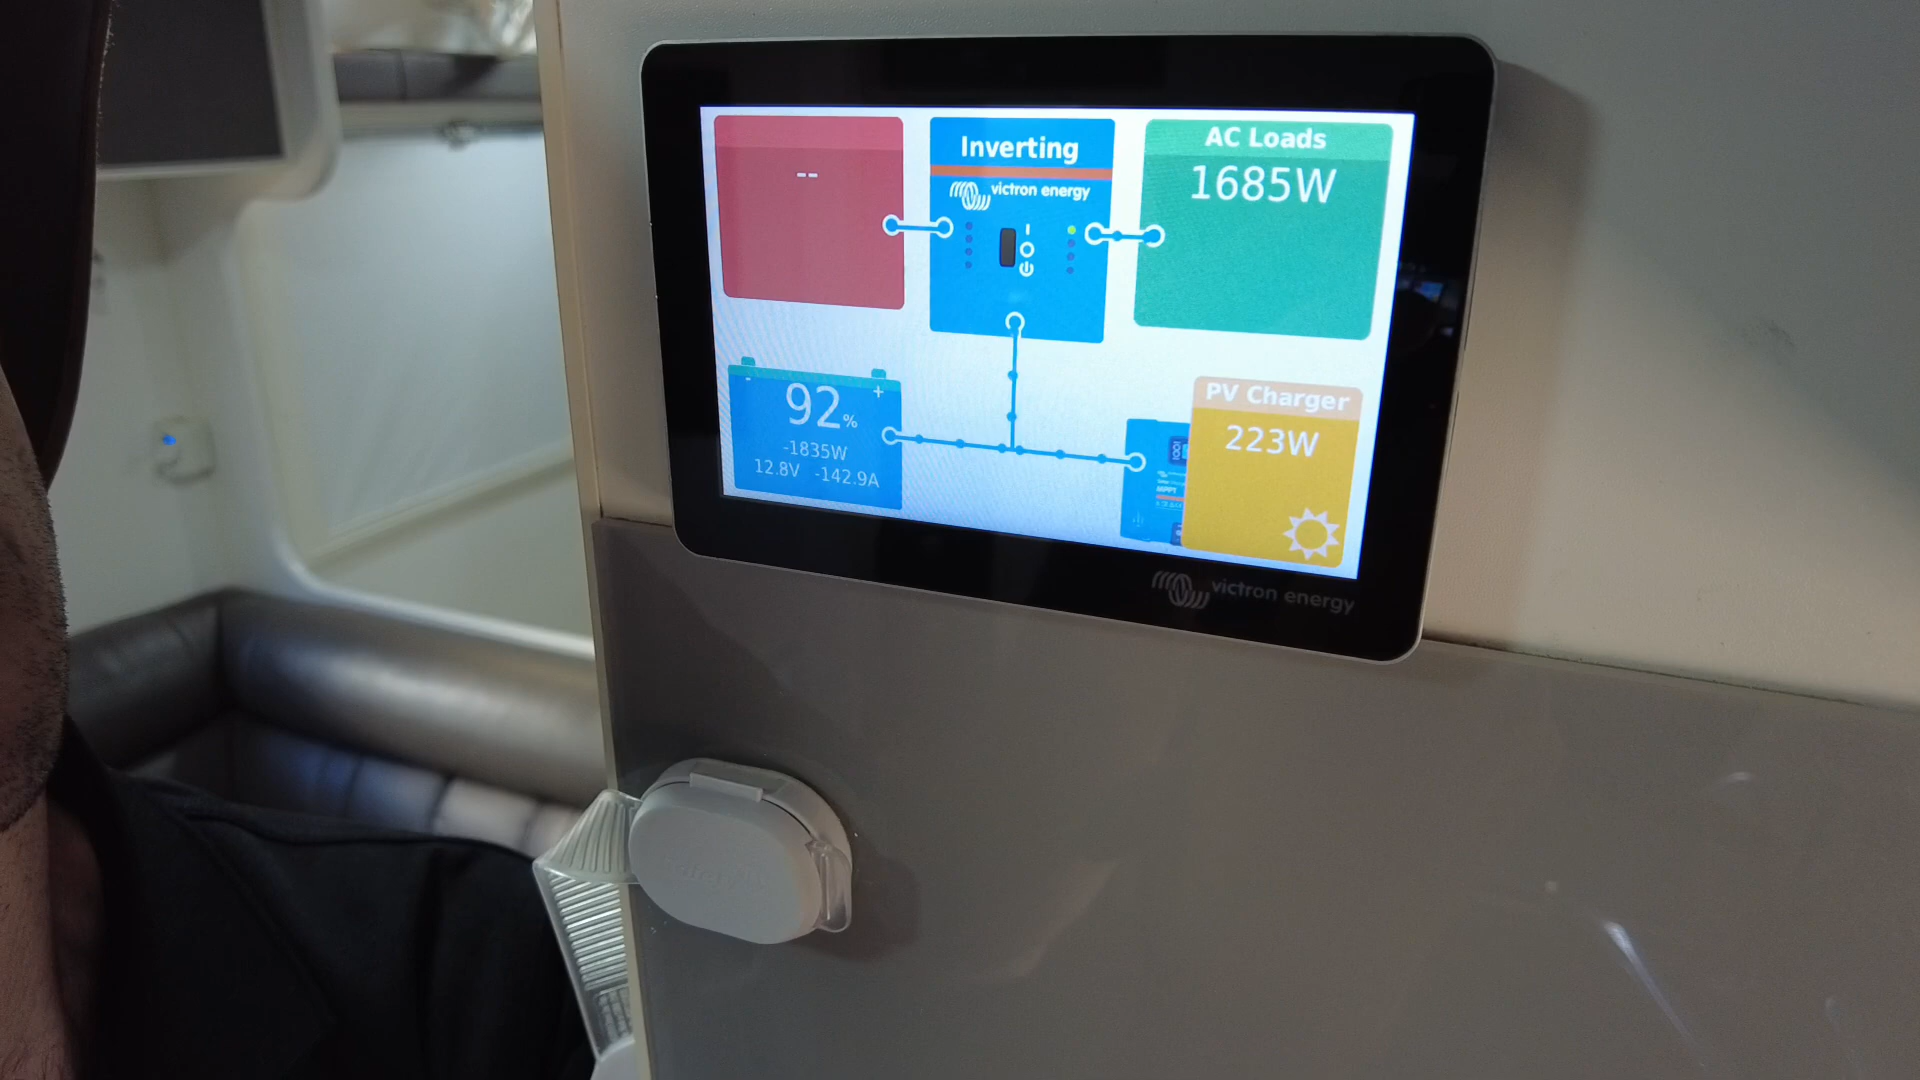 --
Inverting
victron energy
AC Loads
1685W
- +
92%
-1835W
12.8V -142.9A
PV Charger
223W
victron energy